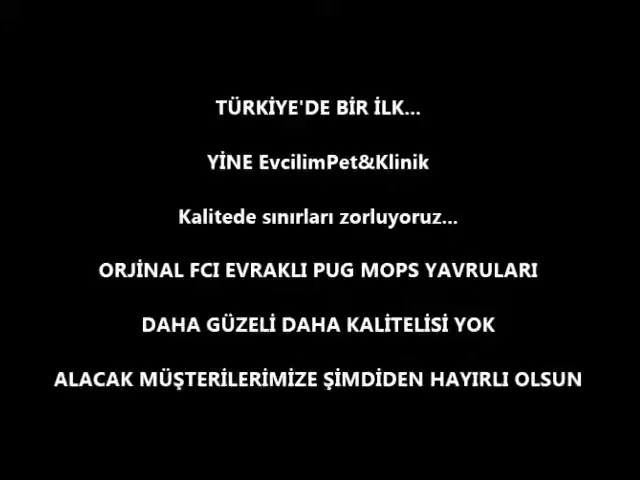 TÜRKİYE'DE BİR İLK...
YİNE EvcilimPet&Klinik
Kalitede sınırları zorluyoruz...
ORJİNAL FCI EVRAKLI PUG MOPS YAVRULARI
DAHA GÜZELİ DAHA KALİTELİSİ YOK
ALACAK MÜŞTERİLERİMİZE ŞİMDİDEN HAYIRLI OLSUN